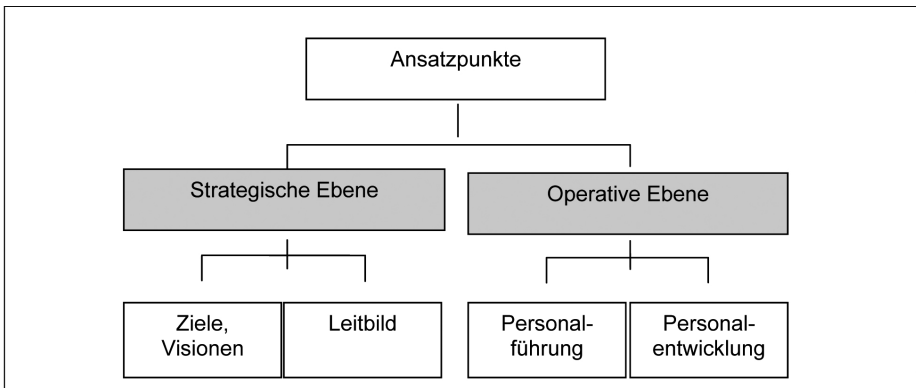 Ansatzpunkte
Strategische Ebene
Operative Ebene
Ziele,
Visionen
Leitbild
Personal-
führung
Personal-
entwicklung